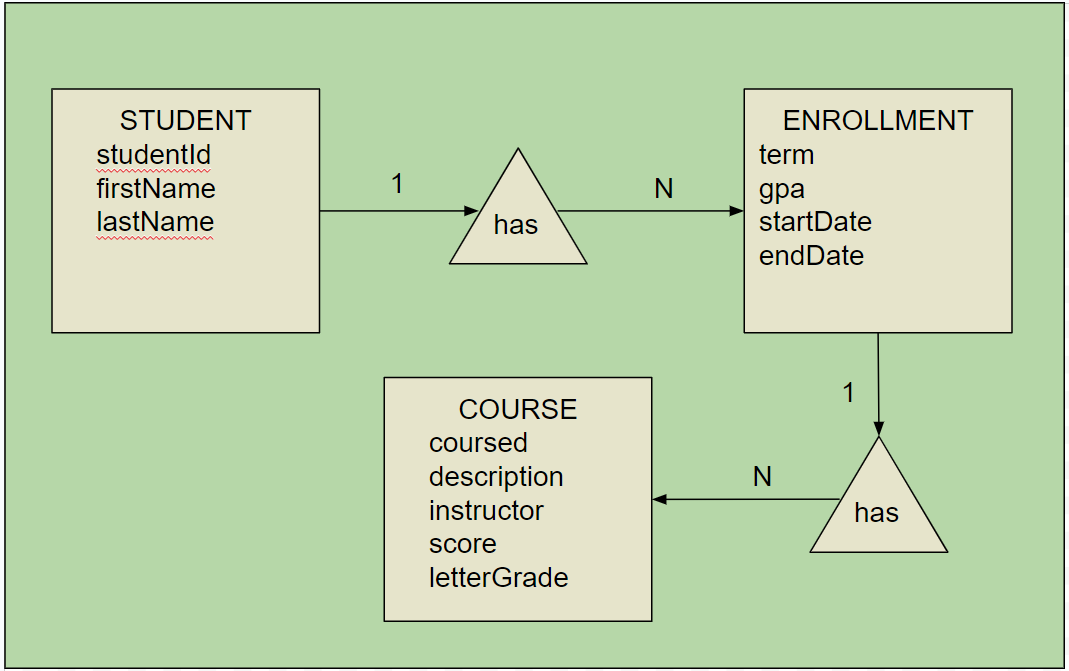 STUDENT
studentId
firstName
lastName
1
has
N
ENROLLMENT
term
gpa
startDate
endDate
1
has
N
COURSE
coursed
description
instructor
score
letterGrade